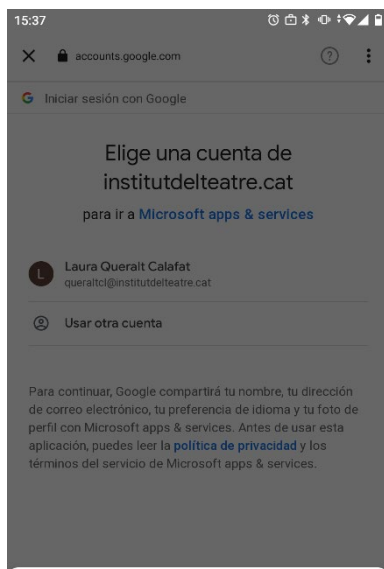 15:37
accounts.google.com
Iniciar sesión con Google
Elige una cuenta de
institutdelteatre.cat
para ir a Microsoft apps & services
L
Laura Queralt Calafat
queraltcl@institutdelteatre.cat
Usar otra cuenta
Para continuar, Google compartirá tu nombre, tu dirección
de correo electrónico, tu preferencia de idioma y tu foto de
perfil con Microsoft apps & services. Antes de usar esta
aplicación, puedes leer la política de privacidad y los
términos del servicio de Microsoft apps & services.